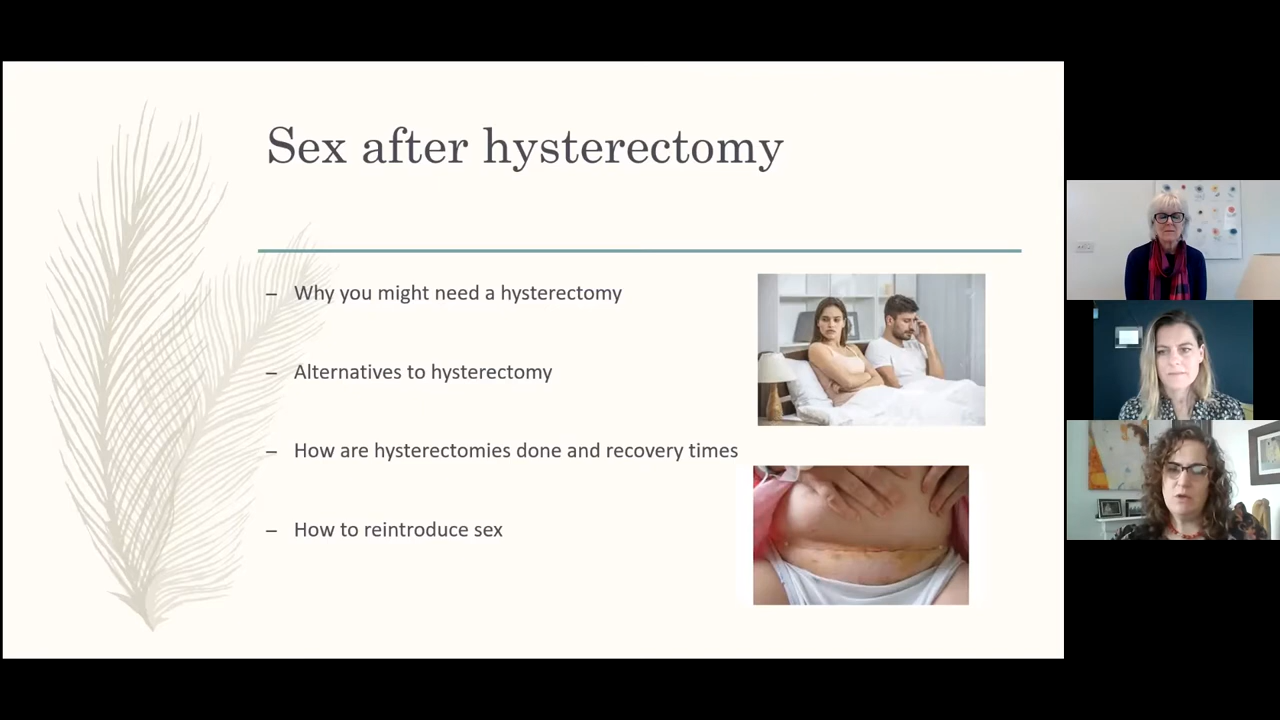 Sex after hysterectomy
– Why you might need a hysterectomy
– Alternatives to hysterectomy
– How are hysterectomies done and recovery times
– How to reintroduce sex